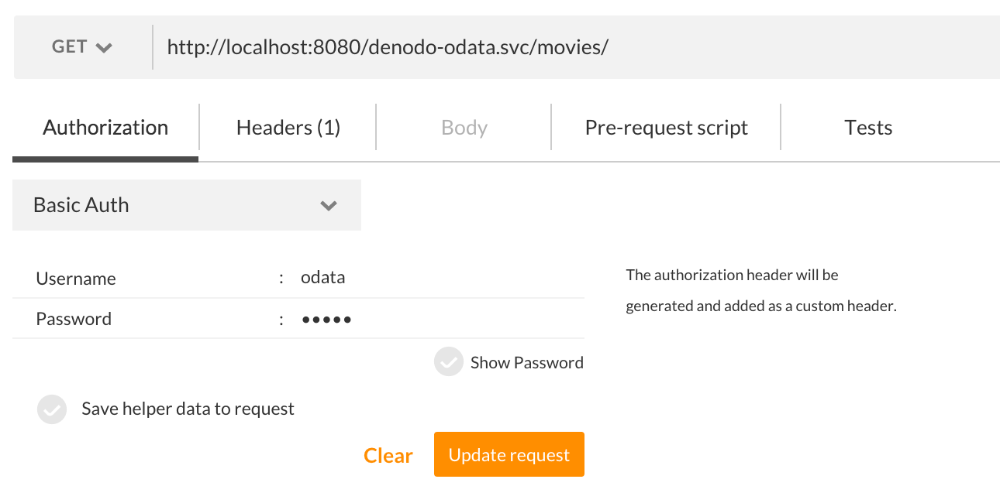 GET http://localhost:8080/denodo-odata.svc/movies/
Authorization Headers (1) Body Pre-request script Tests
Basic Auth
Username : odata
Password : •••••
Show Password
Save helper data to request
Clear Update request
The authorization header will be
generated and added as a custom header.